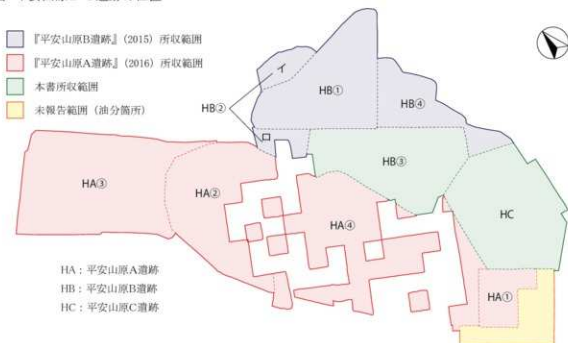 『平安山原B遺跡』(2015) 所収範囲
『平安山原A遺跡』(2016) 所収範囲
本書所収範囲
未報告範囲(油分箇所)
イ
HB①
HB④
HB②
ロ
HB③
HA③
HA②
HA④
HC
HA①
HA:平安山原A遺跡
HB:平安山原B遺跡
HC:平安山原C遺跡